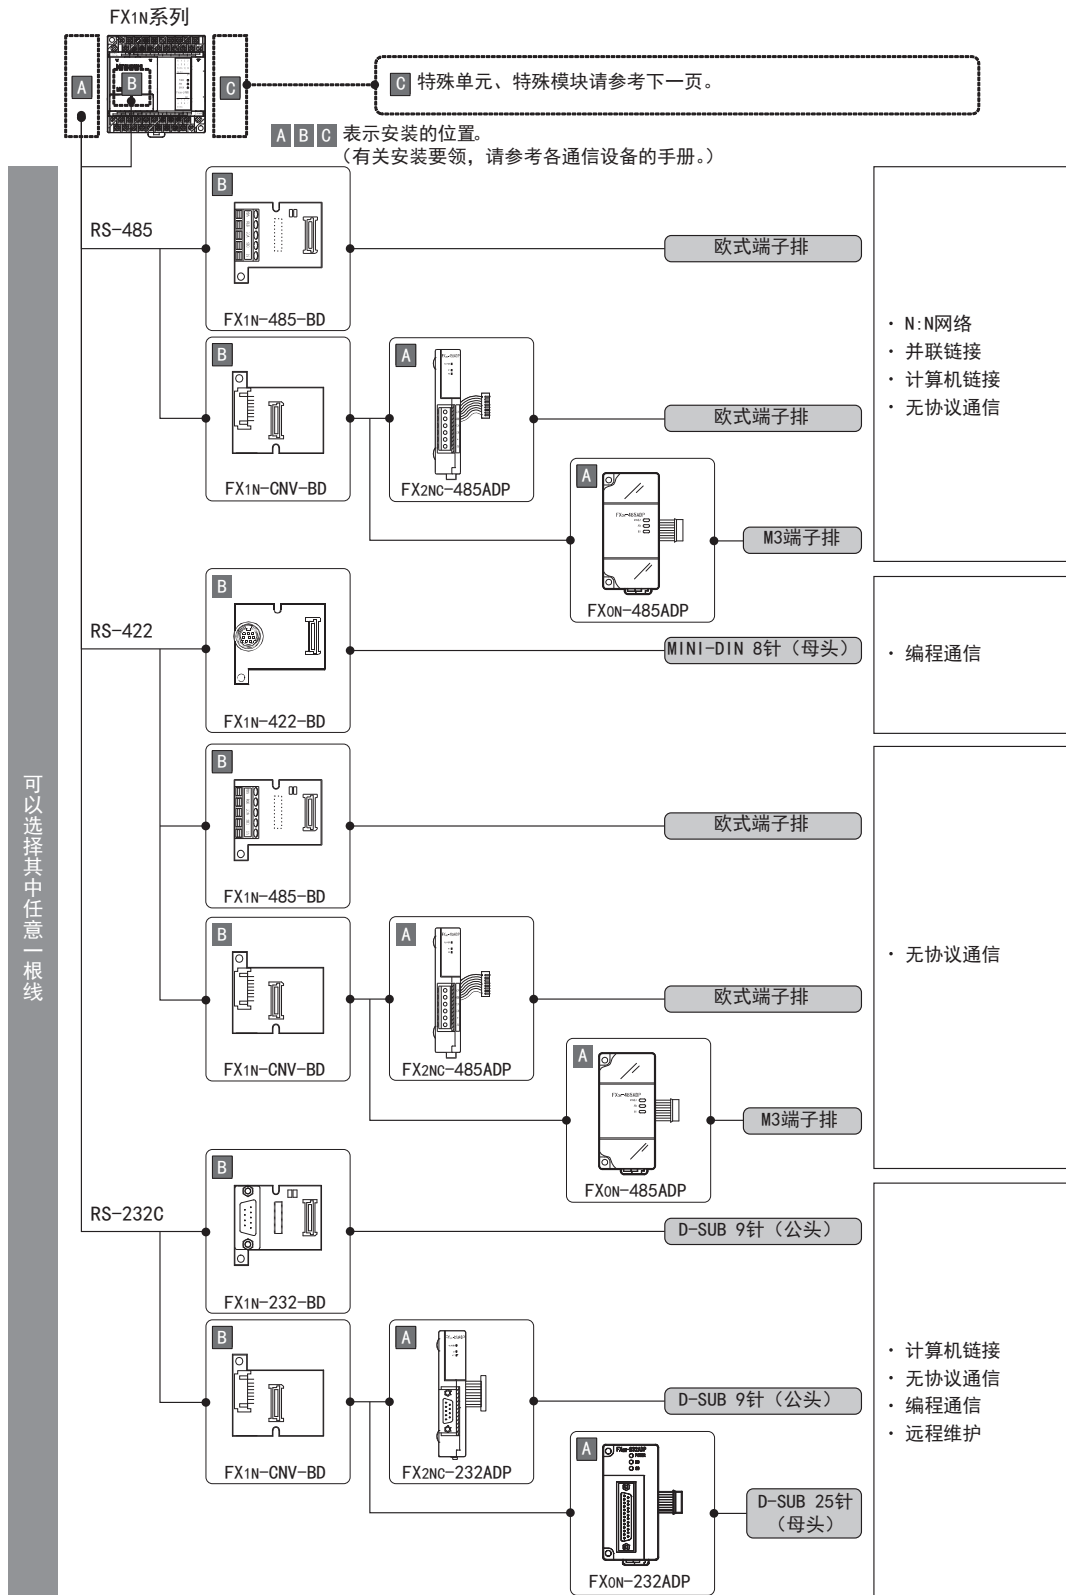 FX1N系列
A
B
C
C 特殊单元、特殊模块请参考下一页。
A B C 表示安装的位置。
（有关安装要领，请参考各通信设备的手册。）
可以选择其中任意一根线
RS-485
B
FX1N-485-BD
欧式端子排
B
FX1N-CNV-BD
A
FX2NC-485ADP
欧式端子排
A
FX0N-485ADP
FX0N-485ADP
M3端子排
・ N:N网络
・ 并联链接
・ 计算机链接
・ 无协议通信
RS-422
B
FX1N-422-BD
MINI-DIN 8针（母头）
・ 编程通信
B
FX1N-485-BD
欧式端子排
B
FX1N-CNV-BD
A
FX2NC-485ADP
欧式端子排
A
FX0N-485ADP
FX0N-485ADP
M3端子排
・ 无协议通信
RS-232C
B
FX1N-232-BD
D-SUB 9针（公头）
B
FX1N-CNV-BD
A
FX2NC-232ADP
D-SUB 9针（公头）
A
FX0N-232ADP
POWER
RD
SD
FX0N-232ADP
D-SUB 25针
（母头）
・ 计算机链接
・ 无协议通信
・ 编程通信
・ 远程维护